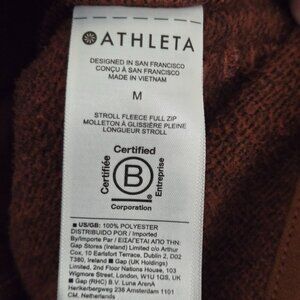 ATHLETA
DESIGNED IN SAN FRANCISCO
CONÇU À SAN FRANCISCO
MADE IN VIETNAM
M
STROLL FLEECE FULL ZIP
MOLLETON À GLISSIÈRE PLEINE
LONGUEUR STROLL
Certified
Certifiée
B
Entreprise
Corporation
US/GB: 100% POLYESTER
DISTRIBUIDO POR / Imported
By/Importé Par / ΕΙΣΑΓΕΤΑΙ ΑΠΟ ΤΗΝ:
Gap Stores (Ireland) Limited c/o Arthur
Cox, 10 Earlsfort Terrace, Dublin 2, D02
T380, Ireland Gap (UK Holdings)
Limited, 2nd Floor Nations House, 103
Wigmore Street, London, W1U 1QS, UK
Gap (RHC) B.V. Luna Arena
Herikerbergweg 238 Amsterdam 1101
CM, Netherlands